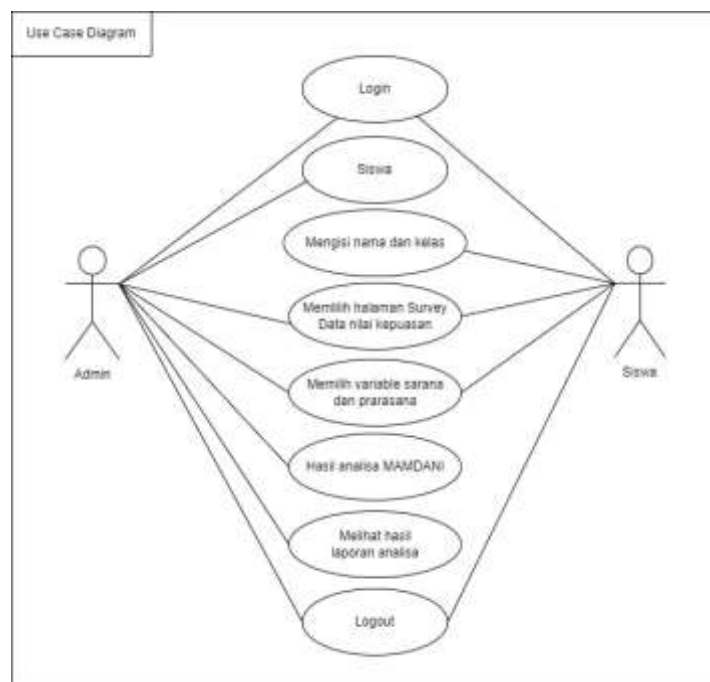 Use Case Diagram
Login
Siswa
Mengisi nama dan kelas
Memilih halaman Survey
Data nilai kepuasan
Admin
Siswa
Memilih variable sarana
dan prarasana
Hasil analisa MAMDANI
Melihat hasil
laporan analisa
Logout